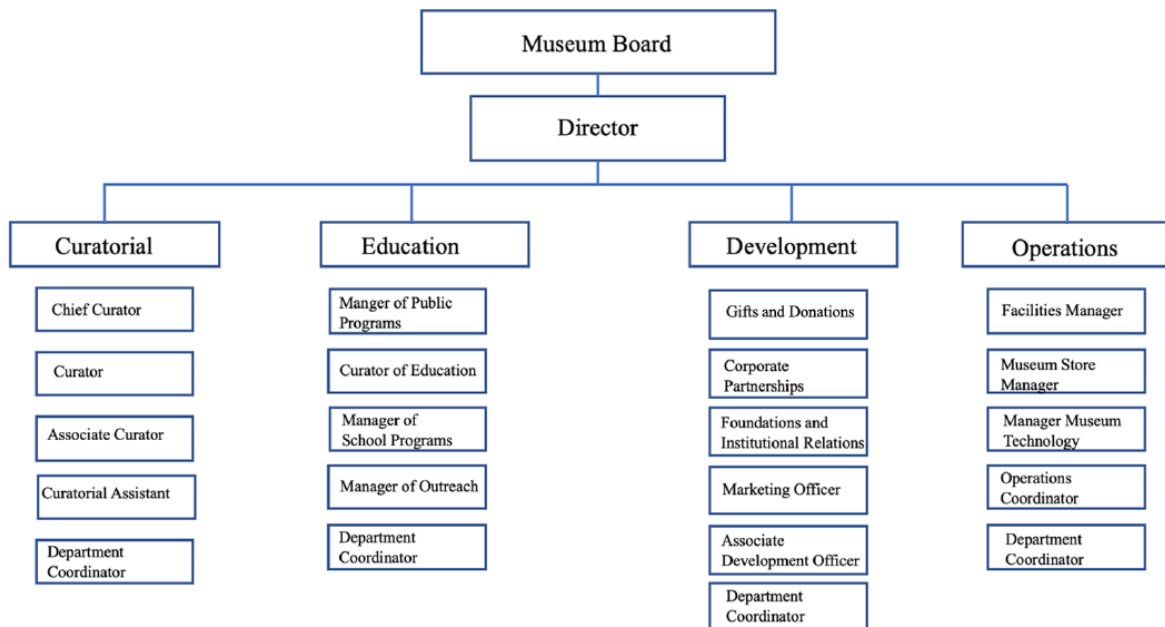 Museum Board
Director
Curatorial
Chief Curator
Curator
Associate Curator
Curatorial Assistant
Department
Coordinator
Education
Manger of Public
Programs
Curator of Education
Manager of
School Programs
Manager of Outreach
Department
Coordinator
Development
Gifts and Donations
Corporate
Partnerships
Foundations and
Institutional Relations
Marketing Officer
Associate
Development Officer
Department
Coordinator
Operations
Facilities Manager
Museum Store
Manager
Manager Museum
Technology
Operations
Coordinator
Department
Coordinator